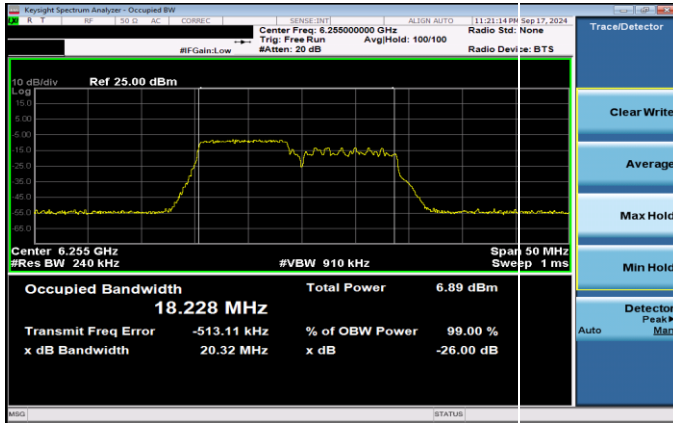 Keysight Spectrum Analyzer - Occupied BW
R T RF 50 Ω AC CORREC SENSE:INT ALIGN AUTO 11:21:14 PM Sep 17, 2024
Center Freq: 6.255000000 GHz Radio Std: None
Trig: Free Run Avg|Hold: 100/100
#IFGain:Low #Atten: 20 dB Radio Device: BTS
Trace/Detector
10 dB/div Ref 25.00 dBm
Log
15.0
5.00
-5.00
-15.0
-25.0
-35.0
-45.0
-55.0
-65.0
Center 6.255 GHz Span 50 MHz
#Res BW 240 kHz #VBW 910 kHz Sweep 1 ms
Occupied Bandwidth Total Power 6.89 dBm
18.228 MHz
Transmit Freq Error -513.11 kHz % of OBW Power 99.00 %
x dB Bandwidth 20.32 MHz x dB -26.00 dB
Clear Write
Average
Max Hold
Min Hold
Detector
Peak
Auto Man
MSG STATUS